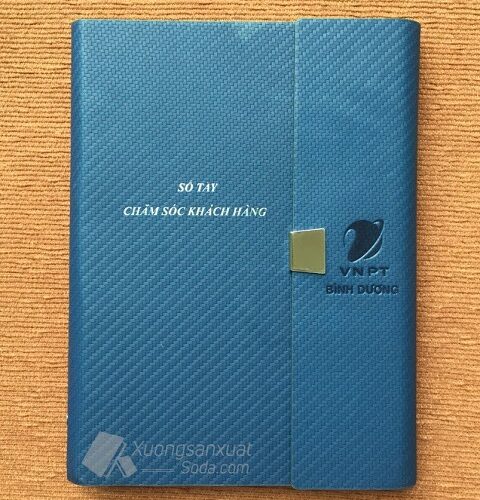 SỔ TAY
CHĂM SÓC KHÁCH HÀNG
VNPT
BÌNH DƯƠNG
Xuongsanxuat
Soda.com